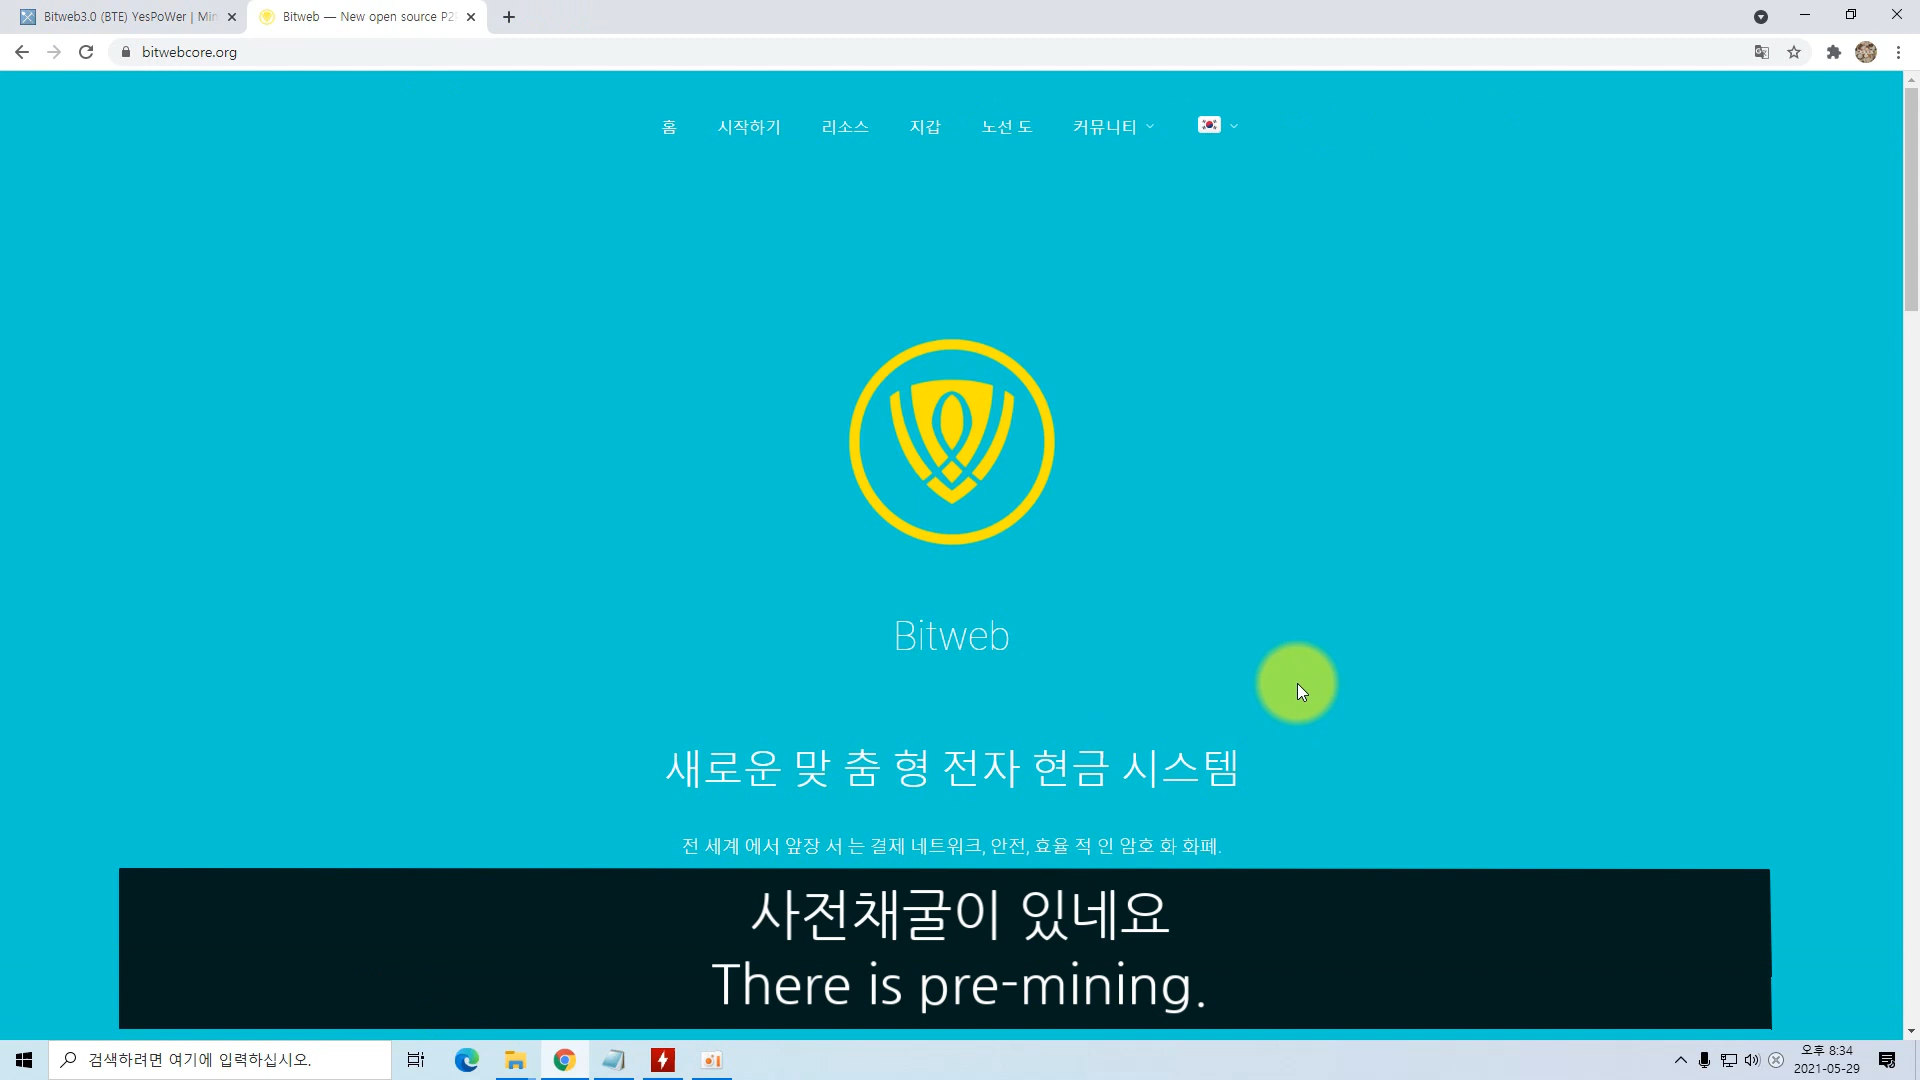 Bitweb3.0 (BTE) YesPoWer | Min
Bitweb — New open source P2P
bitwebcore.org
홈 시작하기 리소스 지갑 노선 도 커뮤니티
Bitweb
새로운 맞 춤 형 전자 현금 시스템
전 세계 에서 앞장 서 는 결제 네트워크, 안전, 효율 적 인 암호 화 화폐.
사전채굴이 있네요
There is pre-mining.
검색하려면 여기에 입력하십시오.
오후 8:34
2021-05-29